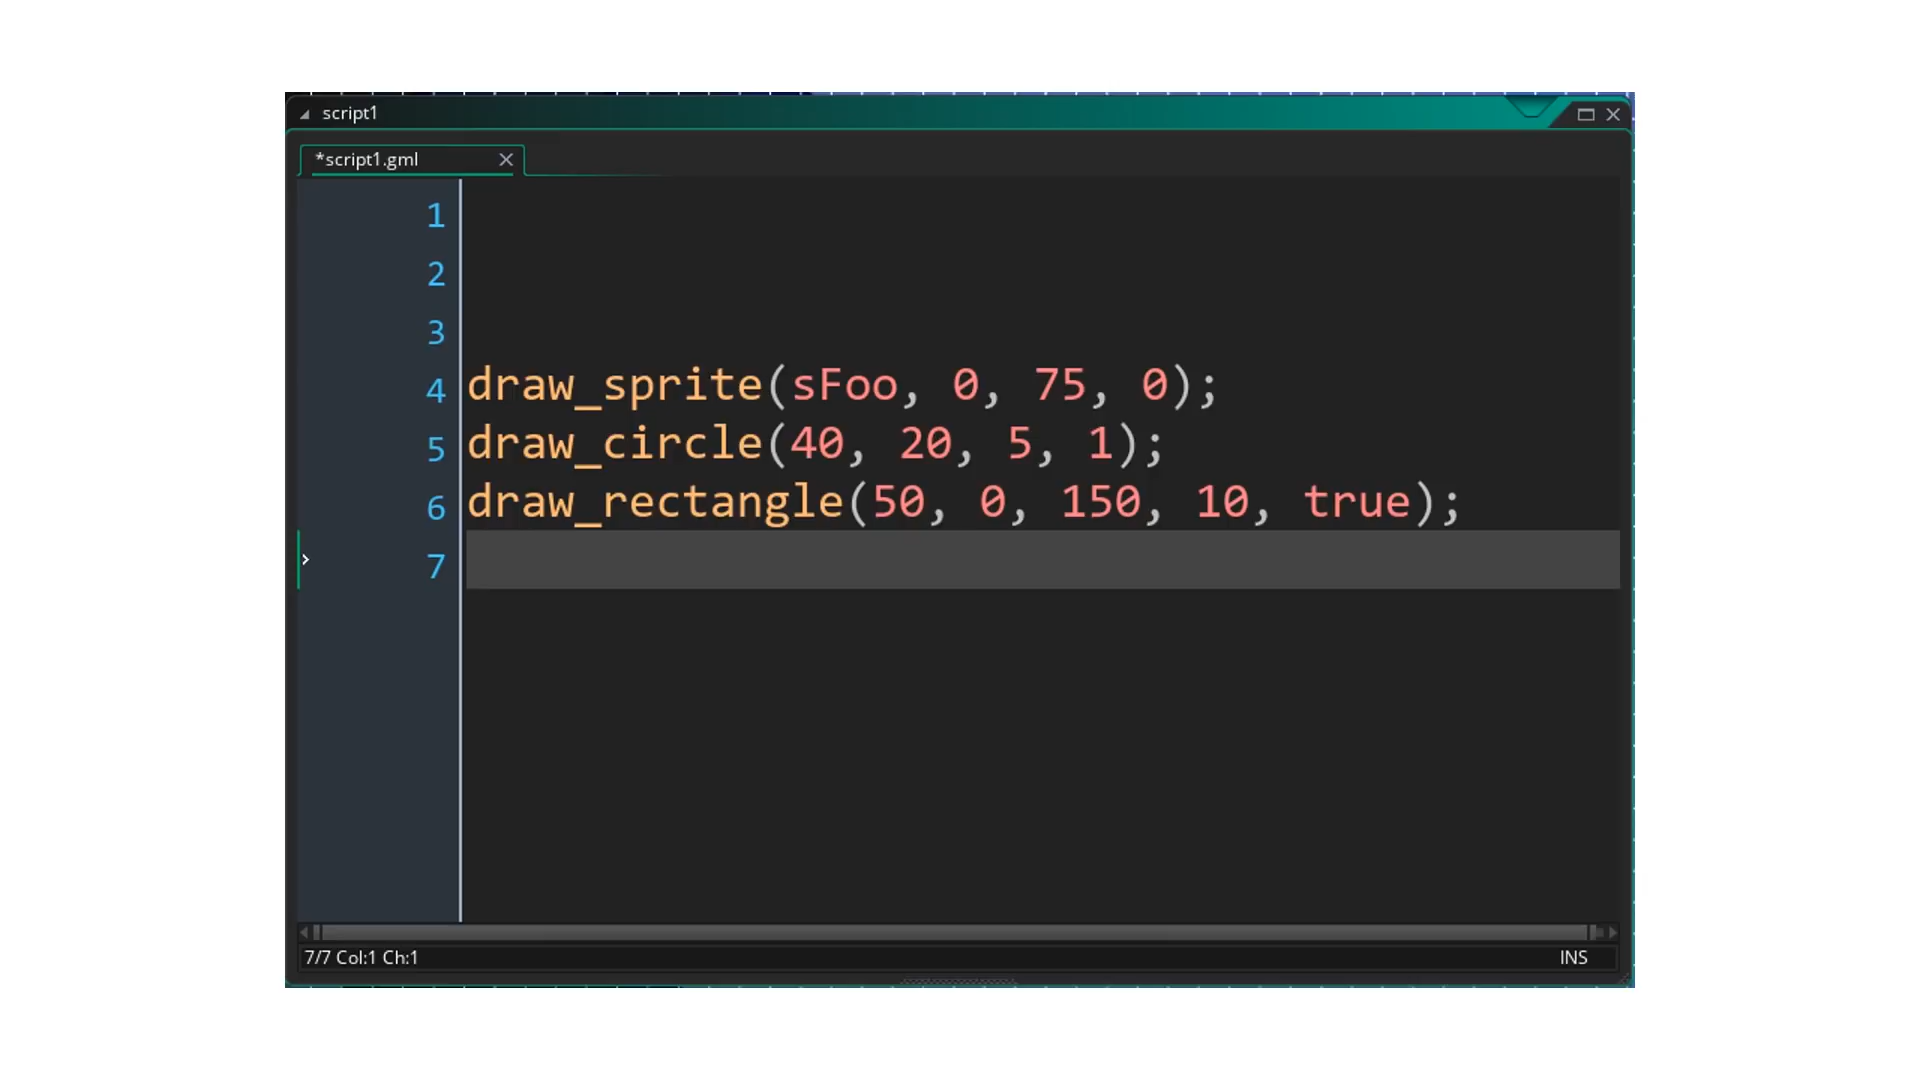 script1
*script1.gml
1
2
3
4 draw_sprite(sFoo, 0, 75, 0);
5 draw_circle(40, 20, 5, 1);
6 draw_rectangle(50, 0, 150, 10, true);
7
7/7 Col:1 Ch:1 INS